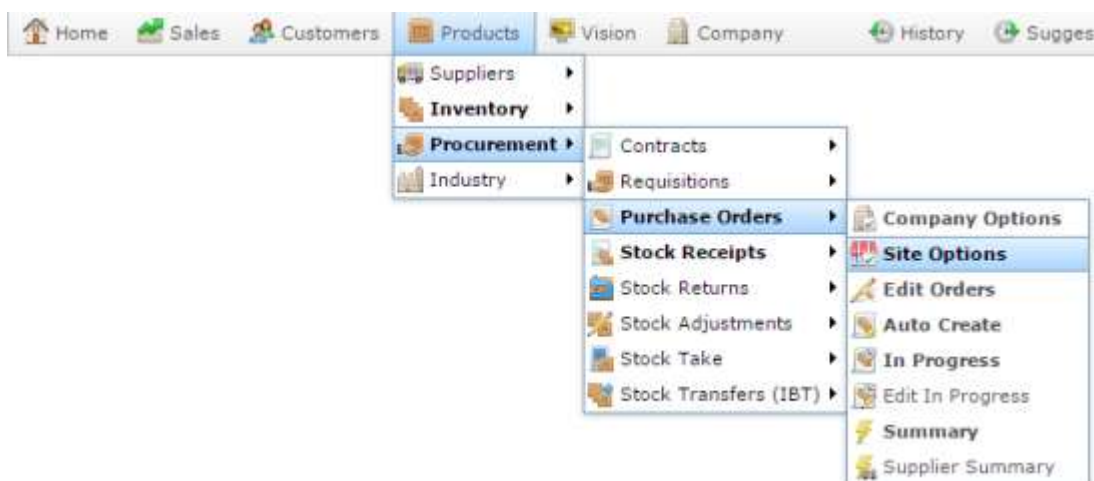 Home Sales Customers Products Vision Company History Sugges
Suppliers
Inventory
Procurement
Industry
Contracts
Requisitions
Purchase Orders
Stock Receipts
Stock Returns
Stock Adjustments
Stock Take
Stock Transfers (IBT)
Company Options
Site Options
Edit Orders
Auto Create
In Progress
Edit In Progress
Summary
Supplier Summary